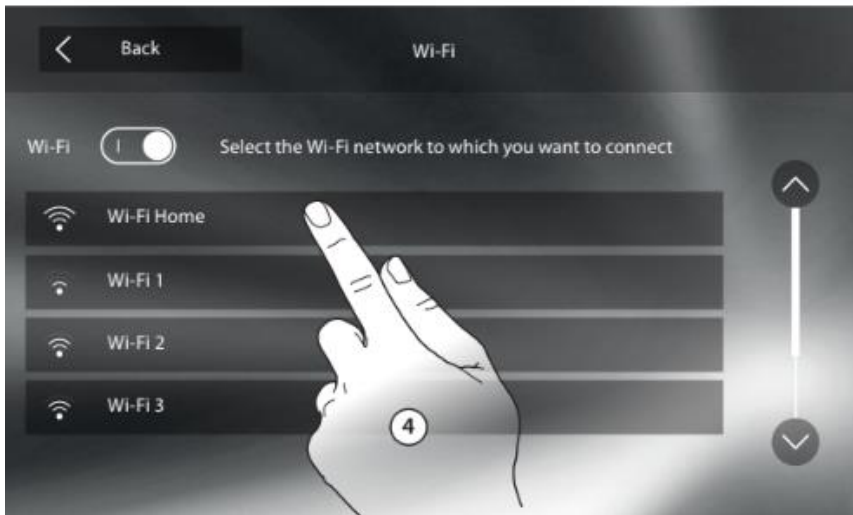 Back
Wi-Fi
Wi-Fi
Select the Wi-Fi network to which you want to connect
Wi-Fi Home
Wi-Fi 1
Wi-Fi 2
Wi-Fi 3
4